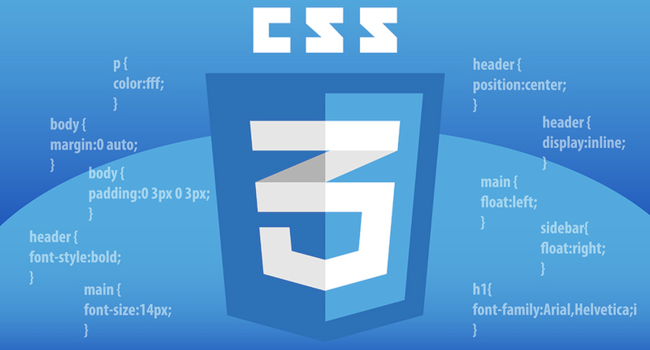 CSS
3
p {
color:fff;
}
body {
margin:0 auto;
}
body {
padding:0 3px 0 3px;
}
header {
font-style:bold;
}
main {
font-size:14px;
}
header {
position:center;
}
header {
display:inline;
}
main {
float:left;
}
sidebar{
float:right;
}
h1{
font-family:Arial,Helvetica;i
}